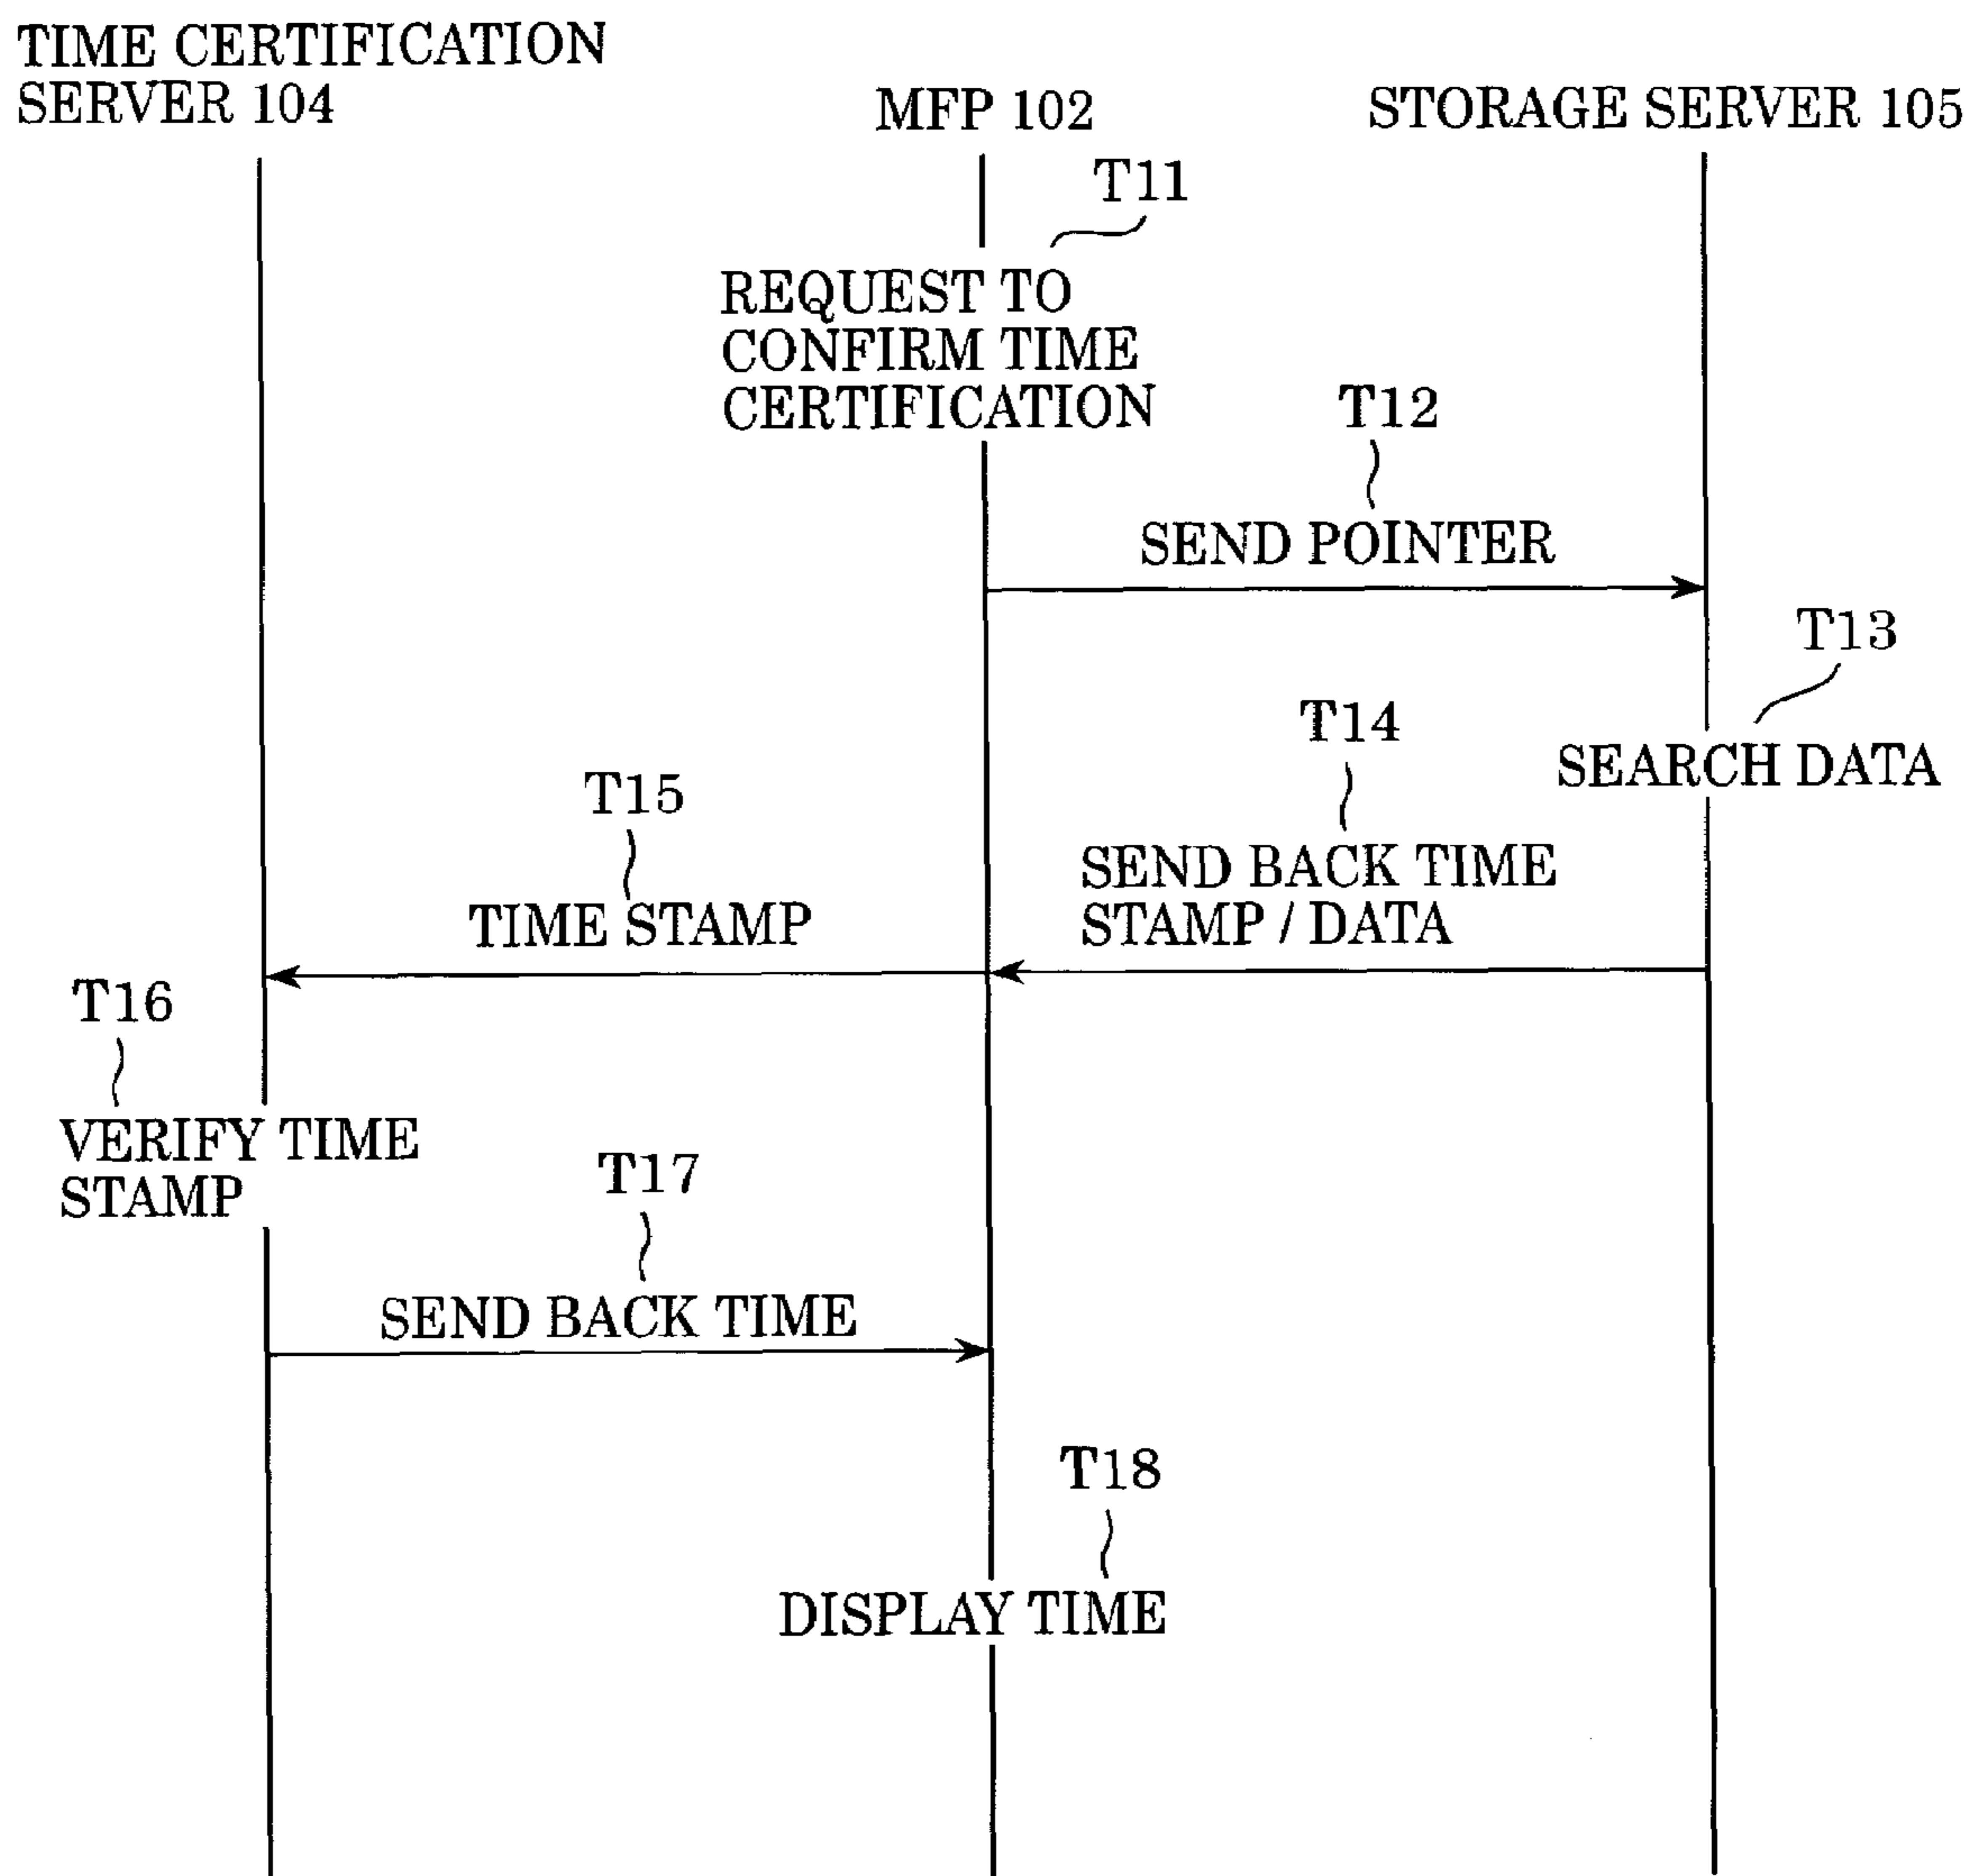 TIME CERTIFICATION
SERVER 104
MFP 102
STORAGE SERVER 105
T11
REQUEST TO
CONFIRM TIME
CERTIFICATION
T12
SEND POINTER
T13
SEARCH DATA
T14
SEND BACK TIME
STAMP / DATA
T15
TIME STAMP
T16
VERIFY TIME
STAMP
T17
SEND BACK TIME
T18
DISPLAY TIME